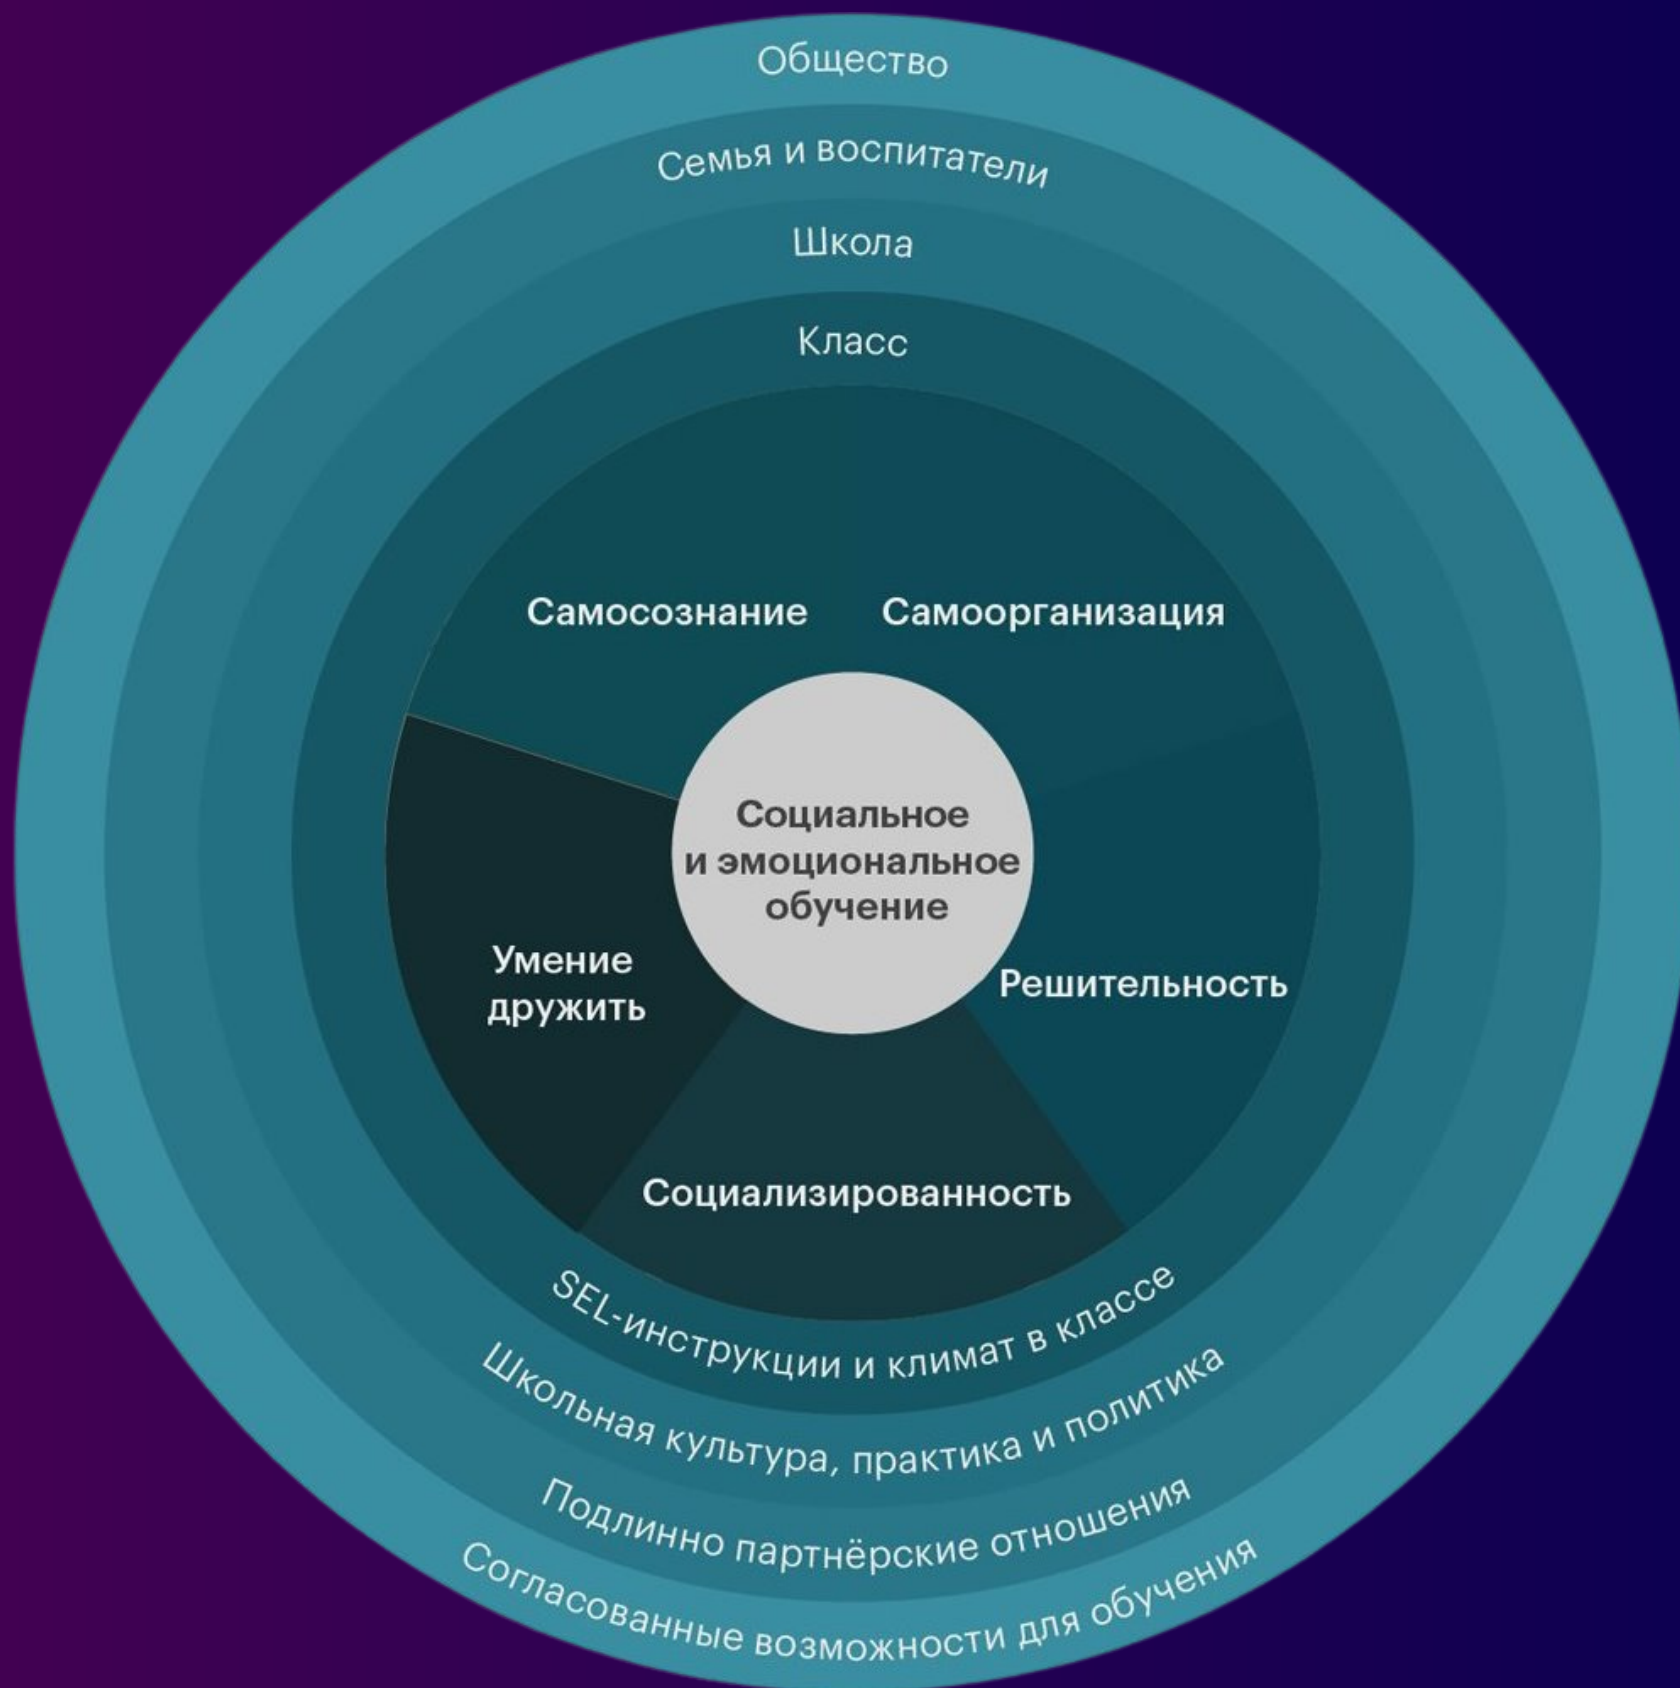 Общество
Семья и воспитатели
Школа
Класс
Самосознание
Самоорганизация
Социальное
и эмоциональное
обучение
Умение
дружить
Решительность
Социализированность
SEL-инструкции и климат в классе
Школьная культура, практика и политика
Подлинно партнёрские отношения
Согласованные возможности для обучения